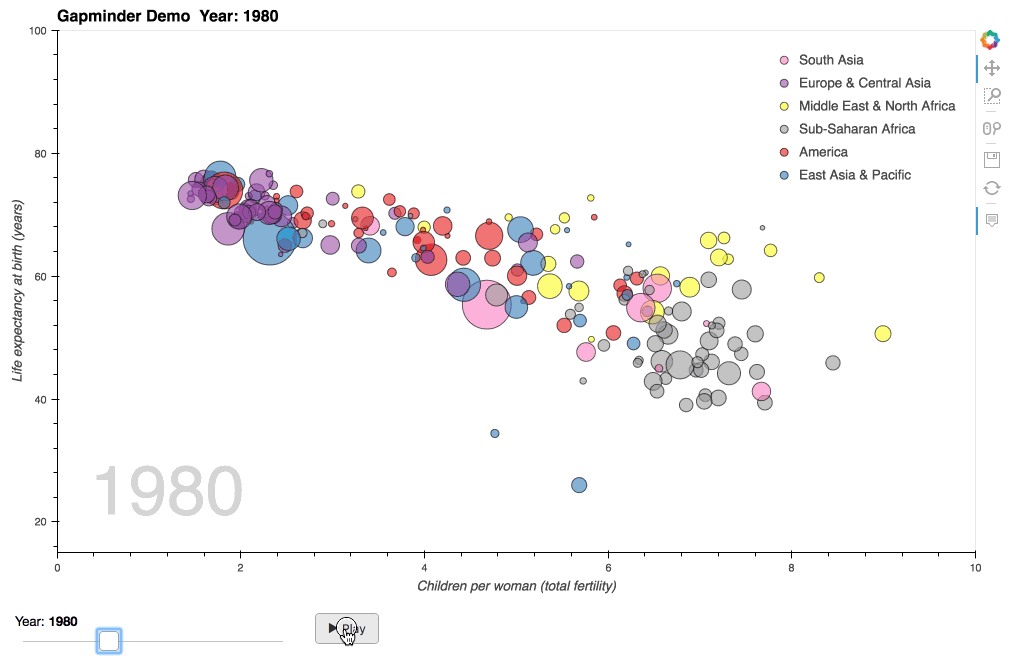 Gapminder Demo Year: 1980
100
80
60
40
20
Life expectancy at birth (years)
South Asia
Europe & Central Asia
Middle East & North Africa
Sub-Saharan Africa
America
East Asia & Pacific
1980
0 2 4 6 8 10
Children per woman (total fertility)
Year: 1980
► Play